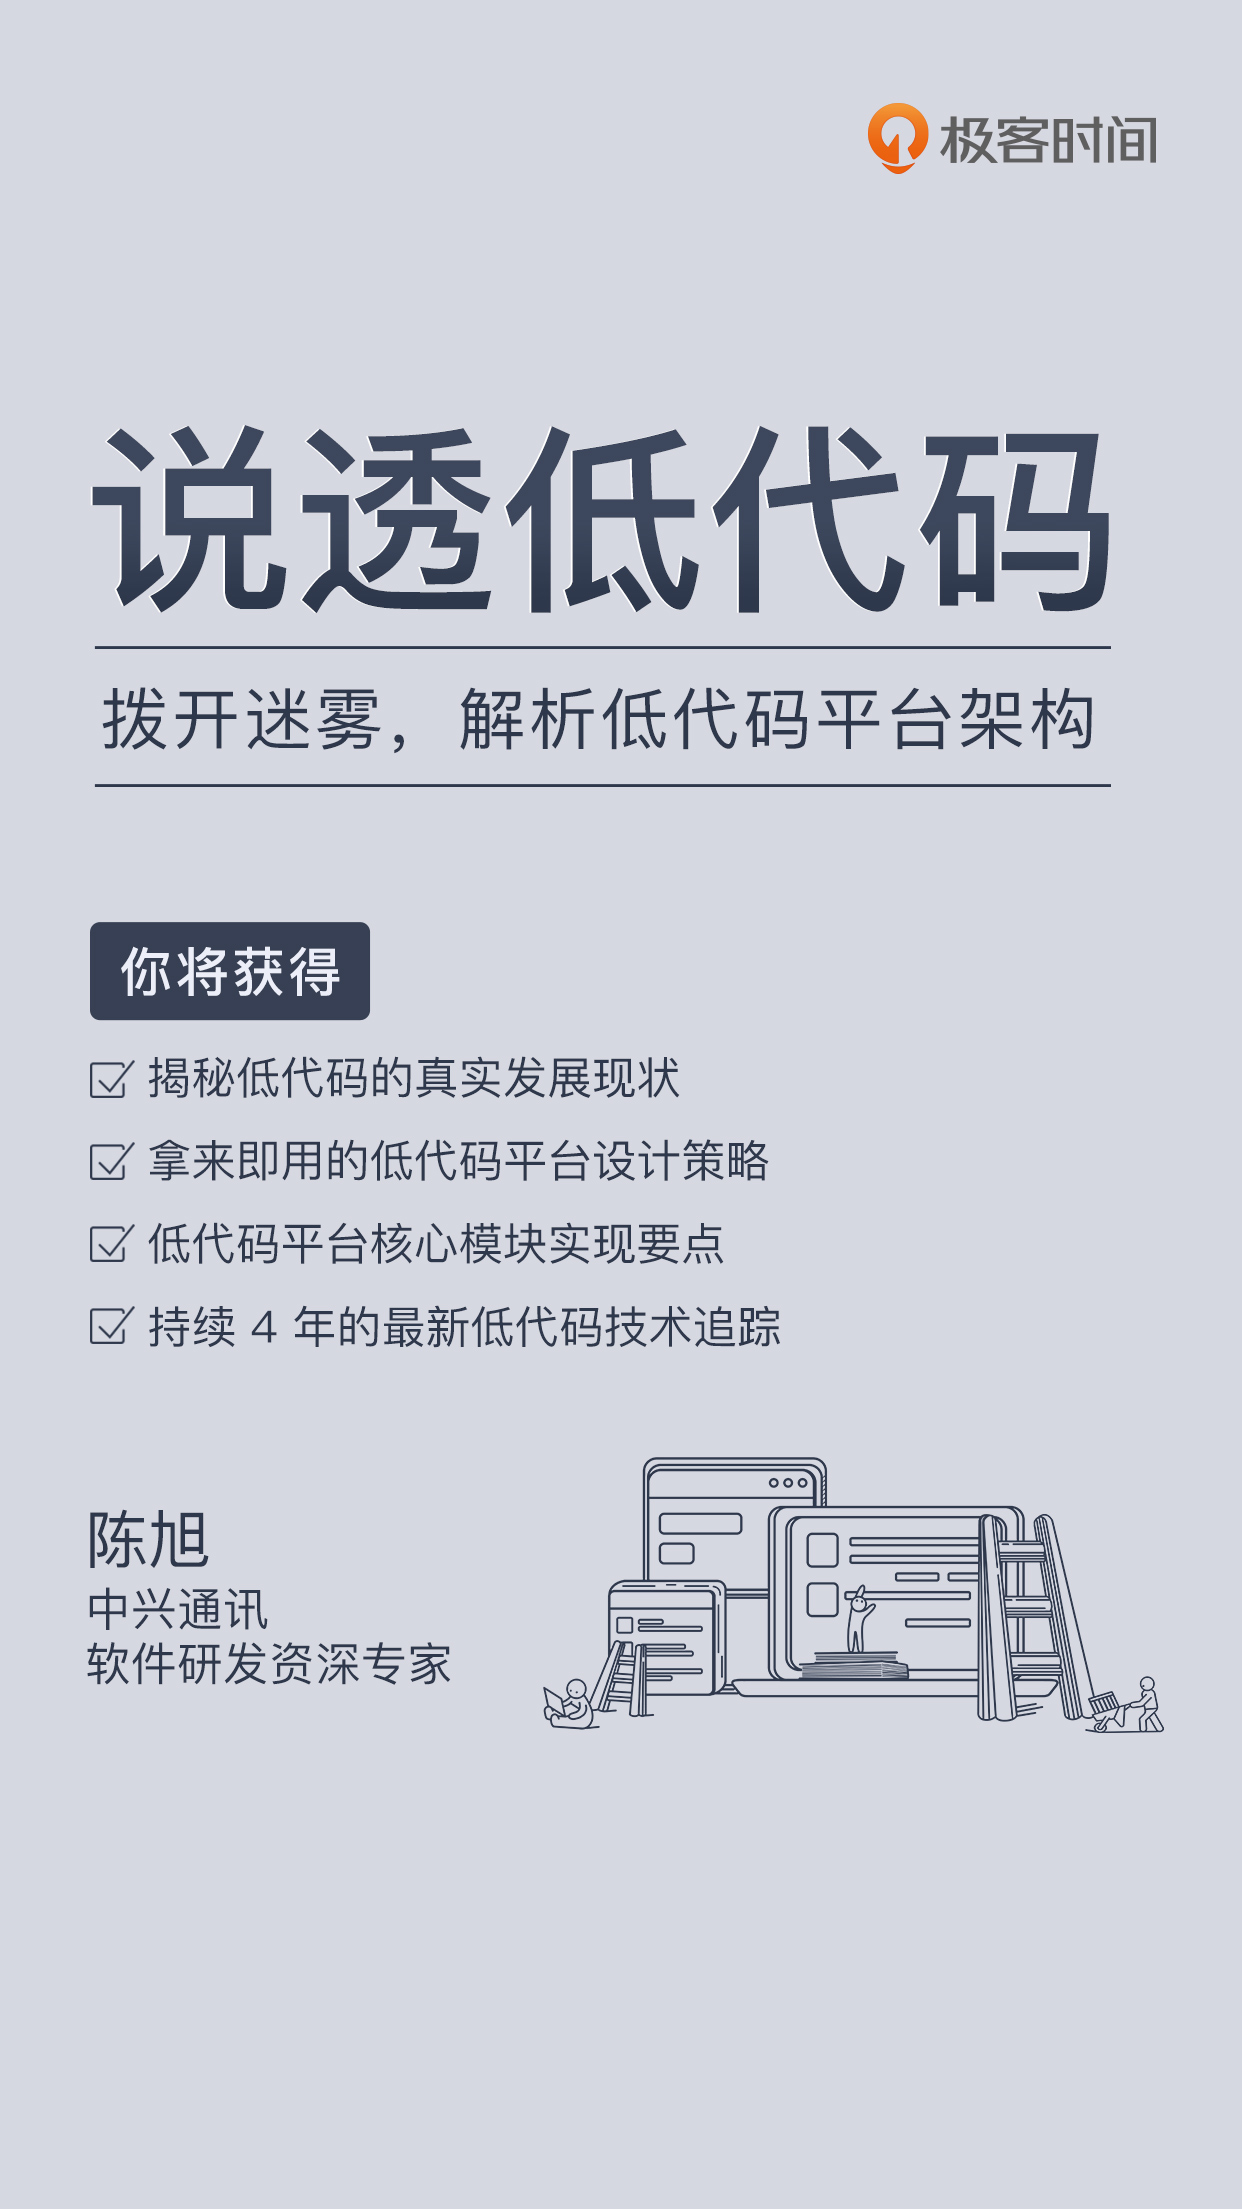 极客时间
说透低代码
拨开迷雾，解析低代码平台架构
你将获得
揭秘低代码的真实发展现状
拿来即用的低代码平台设计策略
低代码平台核心模块实现要点
持续 4 年的最新低代码技术追踪
陈旭
中兴通讯
软件研发资深专家